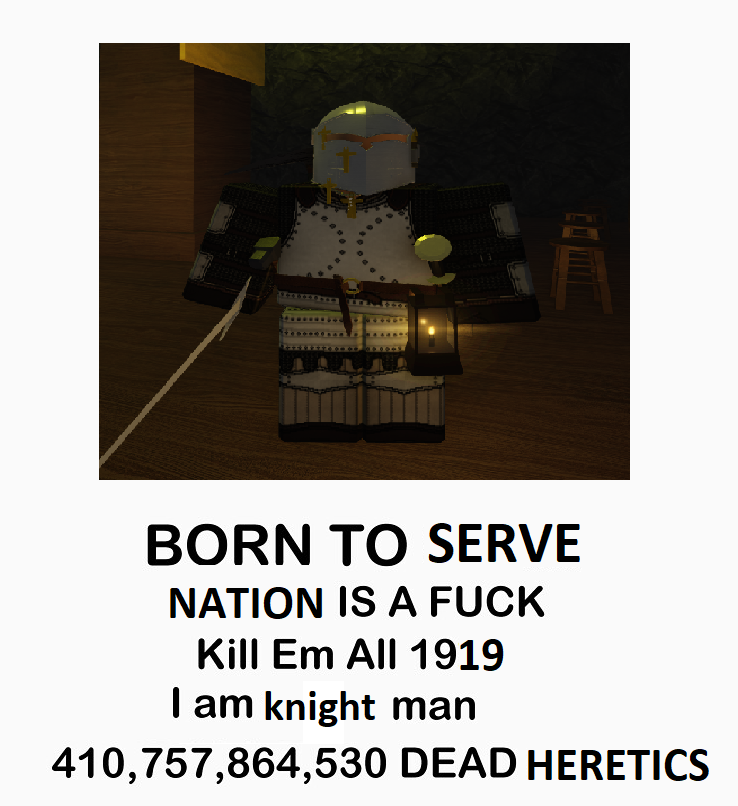 BORN TO SERVE
NATION IS A FUCK
Kill Em All 1919
I am knight man
410,757,864,530 DEAD HERETICS